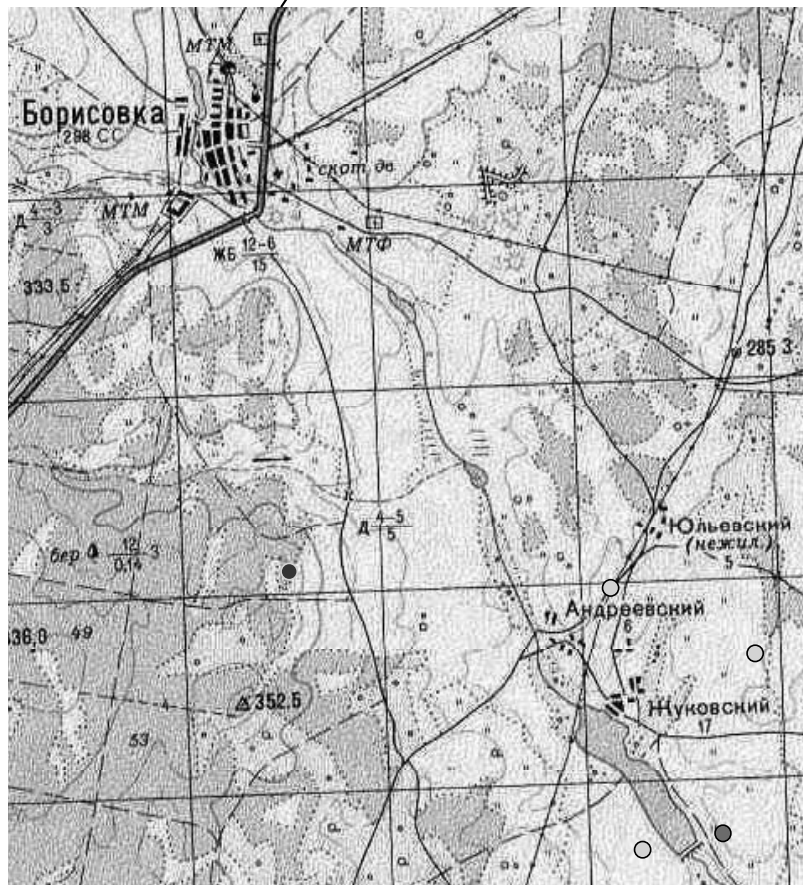 МТМ
Борисовка
298 СС
скот. дв.
Д 4-3
3
МТМ
МТФ
ЖБ 12-6
15
333,5
285 3
Д 4-5
5
Юльевский
(нежил.)
5
бер 12 3
0,14
Андреевский
6
336,0 49
352.5
Жуковский
17
53